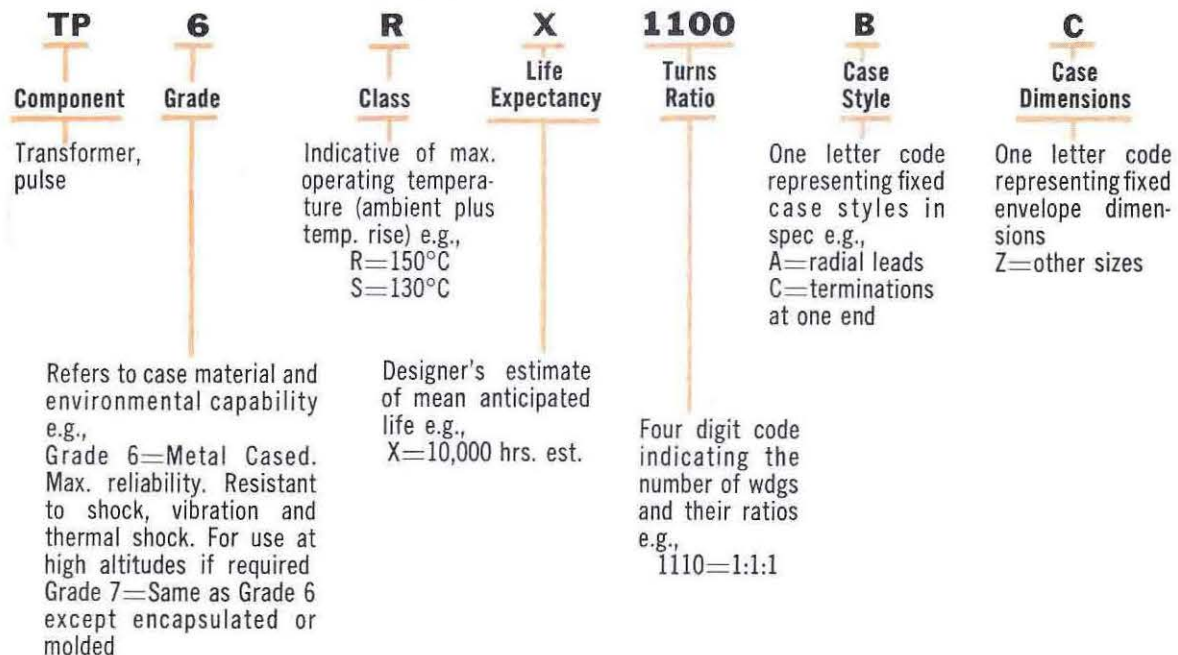 TP 6 R X 1100 B C
Component
Grade
Class
Life
Expectancy
Turns
Ratio
Case
Style
Case
Dimensions
Transformer,
pulse
Indicative of max.
operating tempera-
ture (ambient plus
temp. rise) e.g.,
R=150°C
S=130°C
One letter code
representing fixed
case styles in
spec e.g.,
A=radial leads
C=terminations
at one end
One letter code
representing fixed
envelope dimen-
sions
Z=other sizes
Refers to case material and
environmental capability
e.g.,
Grade 6=Metal Cased.
Max. reliability. Resistant
to shock, vibration and
thermal shock. For use at
high altitudes if required
Grade 7=Same as Grade 6
except encapsulated or
molded
Designer's estimate
of mean anticipated
life e.g.,
X=10,000 hrs. est.
Four digit code
indicating the
number of wdgs
and their ratios
e.g.,
1110=1:1:1